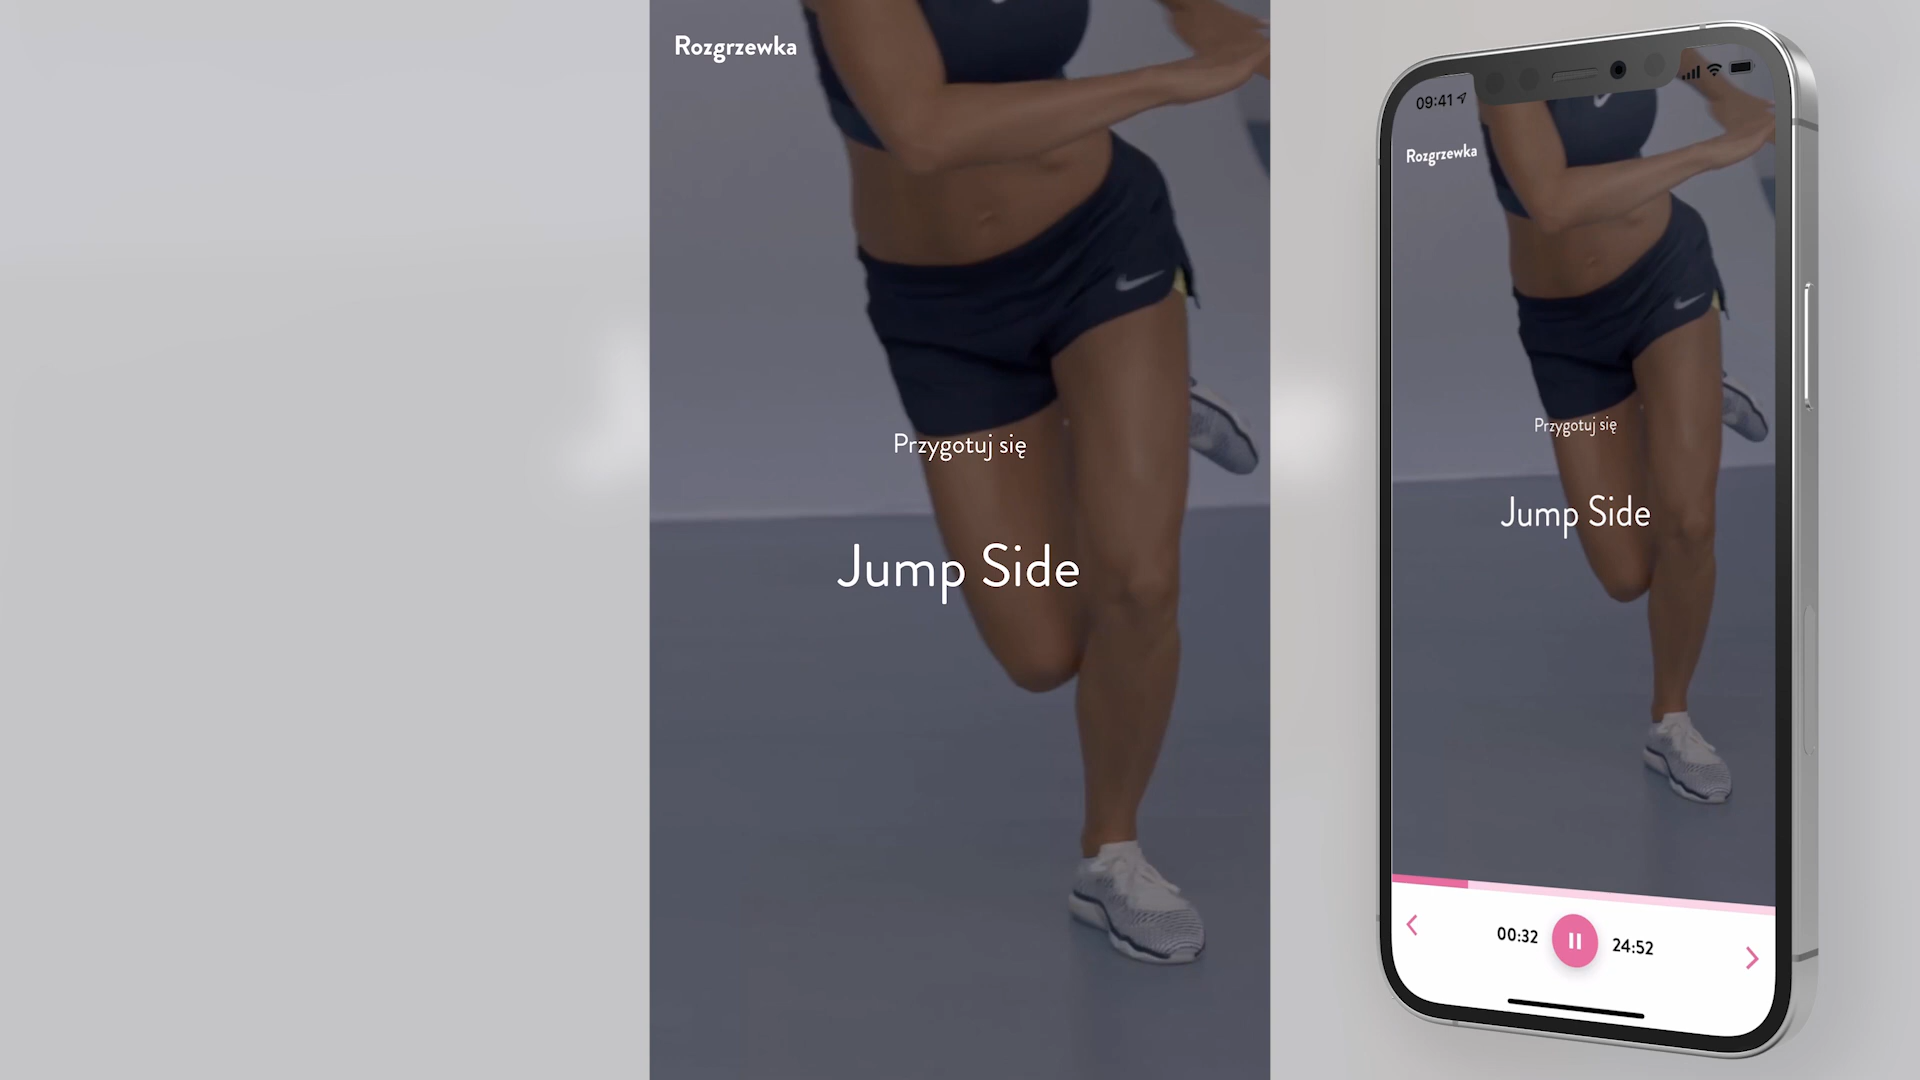 Rozgrzewka
Przygotuj się
Jump Side
09:41
Rozgrzewka
Przygotuj się
Jump Side
00:32
24:52